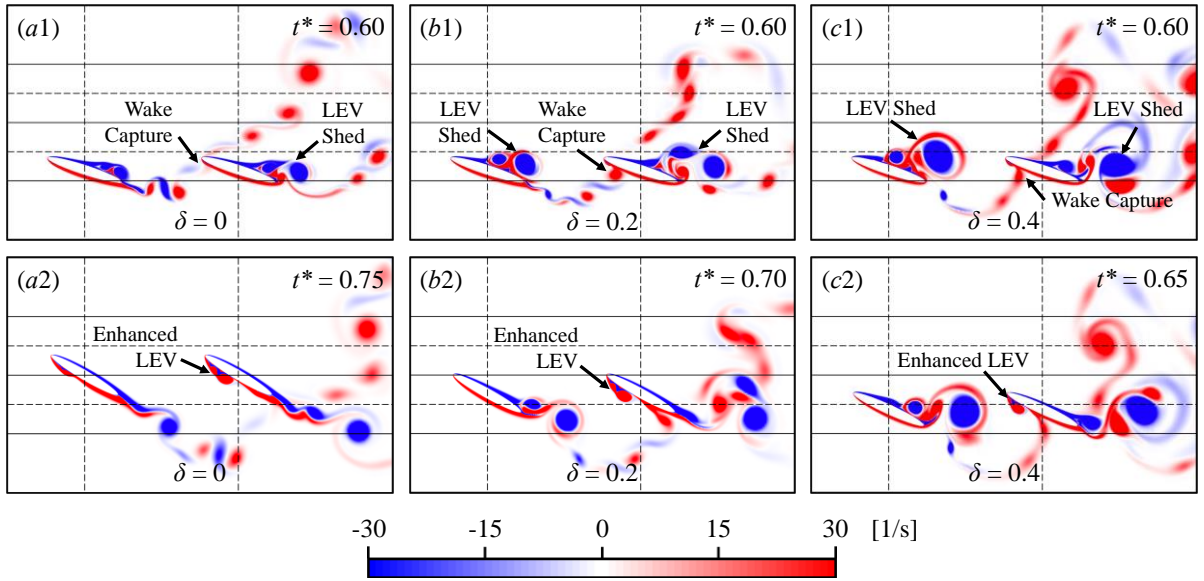 (a1)
t* = 0.60
Wake
Capture
LEV
Shed
δ = 0
(b1)
t* = 0.60
LEV
Shed
Wake
Capture
LEV
Shed
δ = 0.2
(c1)
t* = 0.60
LEV Shed
LEV Shed
Wake Capture
δ = 0.4
(a2)
t* = 0.75
Enhanced
LEV
δ = 0
(b2)
t* = 0.70
Enhanced
LEV
δ = 0.2
(c2)
t* = 0.65
Enhanced LEV
δ = 0.4
-30 -15 0 15 30 [1/s]